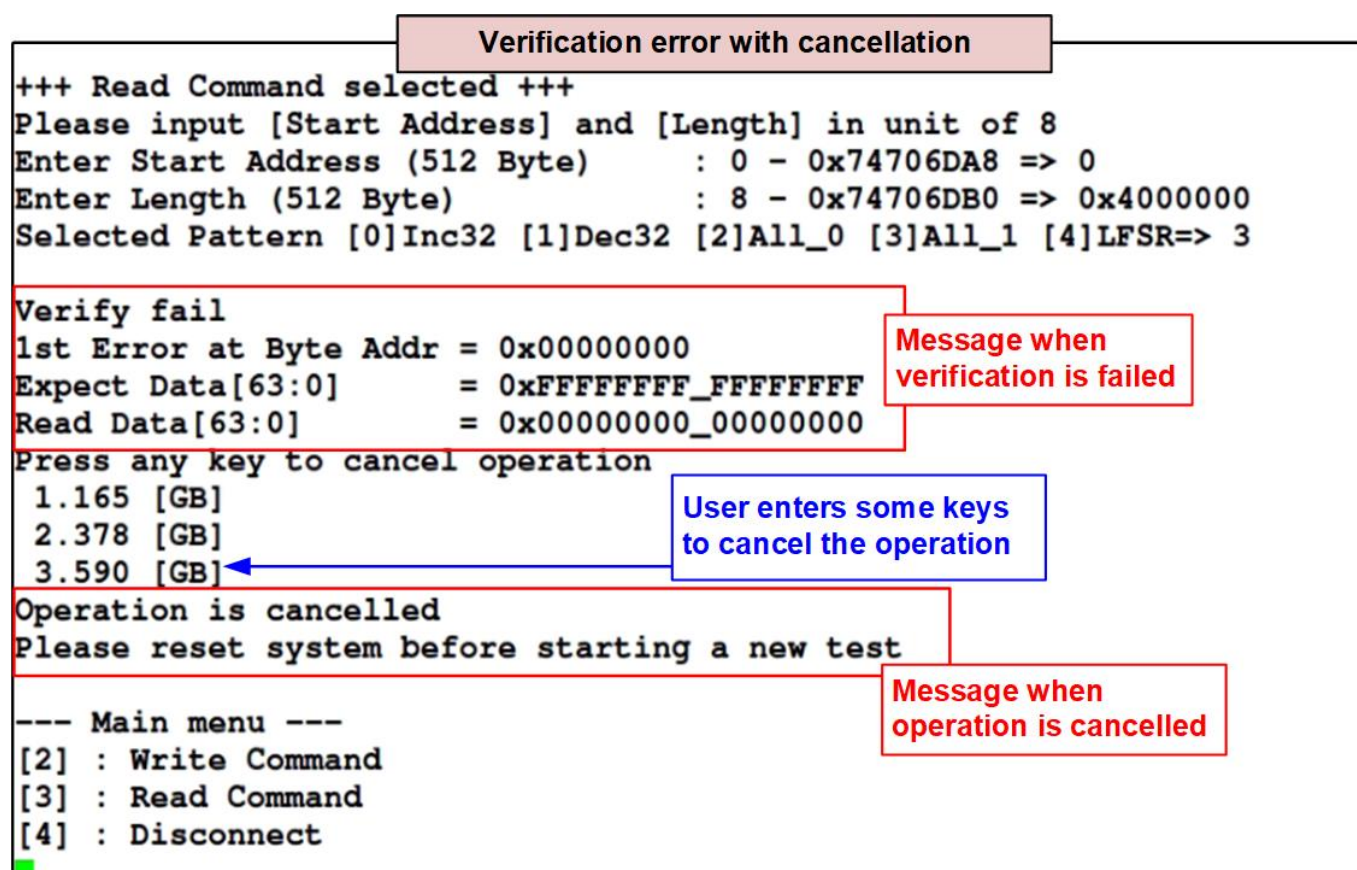 Verification error with cancellation
+++ Read Command selected +++
Please input [Start Address] and [Length] in unit of 8
Enter Start Address (512 Byte) : 0 - 0x74706DA8 => 0
Enter Length (512 Byte) : 8 - 0x74706DB0 => 0x4000000
Selected Pattern [0]Inc32 [1]Dec32 [2]All_0 [3]All_1 [4]LFSR=> 3
Verify fail
1st Error at Byte Addr = 0x00000000
Expect Data[63:0] = 0xFFFFFFFF_FFFFFFFF
Read Data[63:0] = 0x00000000_00000000
Message when
verification is failed
Press any key to cancel operation
1.165 [GB]
2.378 [GB]
3.590 [GB]
User enters some keys
to cancel the operation
Operation is cancelled
Please reset system before starting a new test
Message when
operation is cancelled
--- Main menu ---
[2] : Write Command
[3] : Read Command
[4] : Disconnect